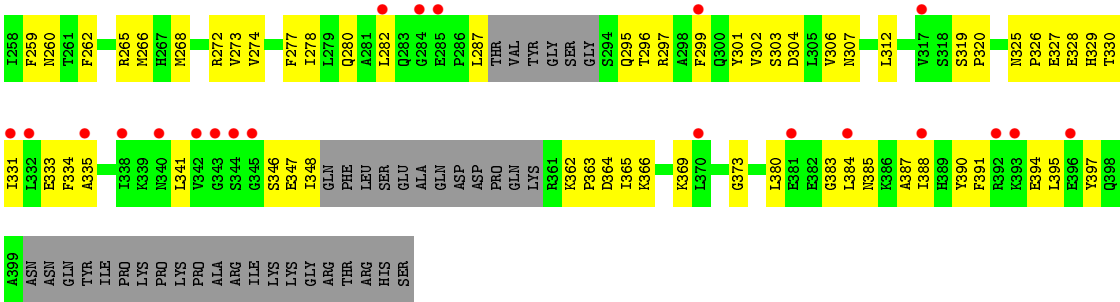 I258 F259 N260 T261 F262 R265 M266 H267 M268 R272 V273 V274 F277 I278 L279 Q280 A281 L282 Q283 G284 E285 P286 L287 THR VAL TYR GLY SER GLY S294 Q295 T296 R297 A298 F299 Q300 Y301 V302 S303 D304 L305 V306 N307 L312 V317 S318 S319 P320 N325 P326 E327 E328 H329 T330
I331 L332 E333 F334 A335 I338 K339 N340 L341 V342 G343 S344 G345 S346 E347 I348 GLN PHE LEU SER GLU ALA GLN ASP ASP PRO GLN LYS R361 K362 P363 D364 I365 K366 K369 L370 G373 L380 E381 E382 G383 L384 N385 K386 A387 I388 H389 Y390 F391 R392 K393 E394 L395 E396 Y397 Q398
A399 ASN ASN GLN TYR ILE PRO LYS PRO LYS PRO ALA ARG ILE LYS LYS GLY ARG THR ARG HIS SER